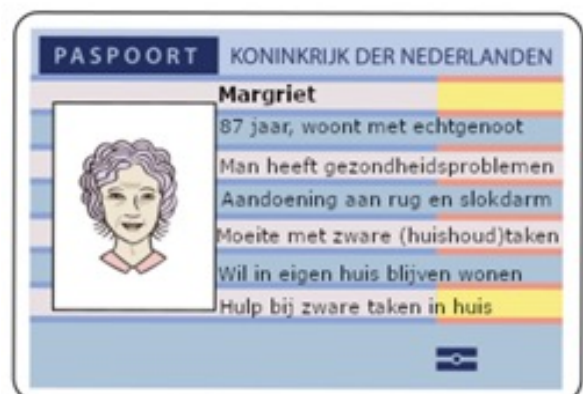 PASPOORT KONINKRIJK DER NEDERLANDEN
Margriet
87 jaar, woont met echtgenoot
Man heeft gezondheidsproblemen
Aandoening aan rug en slokdarm
Moeite met zware (huishoud)taken
Wil in eigen huis blijven wonen
Hulp bij zware taken in huis